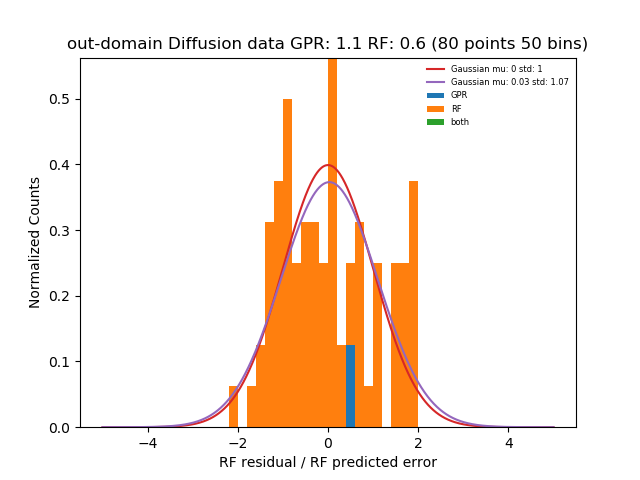 out-domain Diffusion data GPR: 1.1 RF: 0.6 (80 points 50 bins)
Gaussian mu: 0 std: 1
Gaussian mu: 0.03 std: 1.07
GPR
RF
both
Normalized Counts
0.5
0.4
0.3
0.2
0.1
0.0
−4 −2 0 2 4
RF residual / RF predicted error